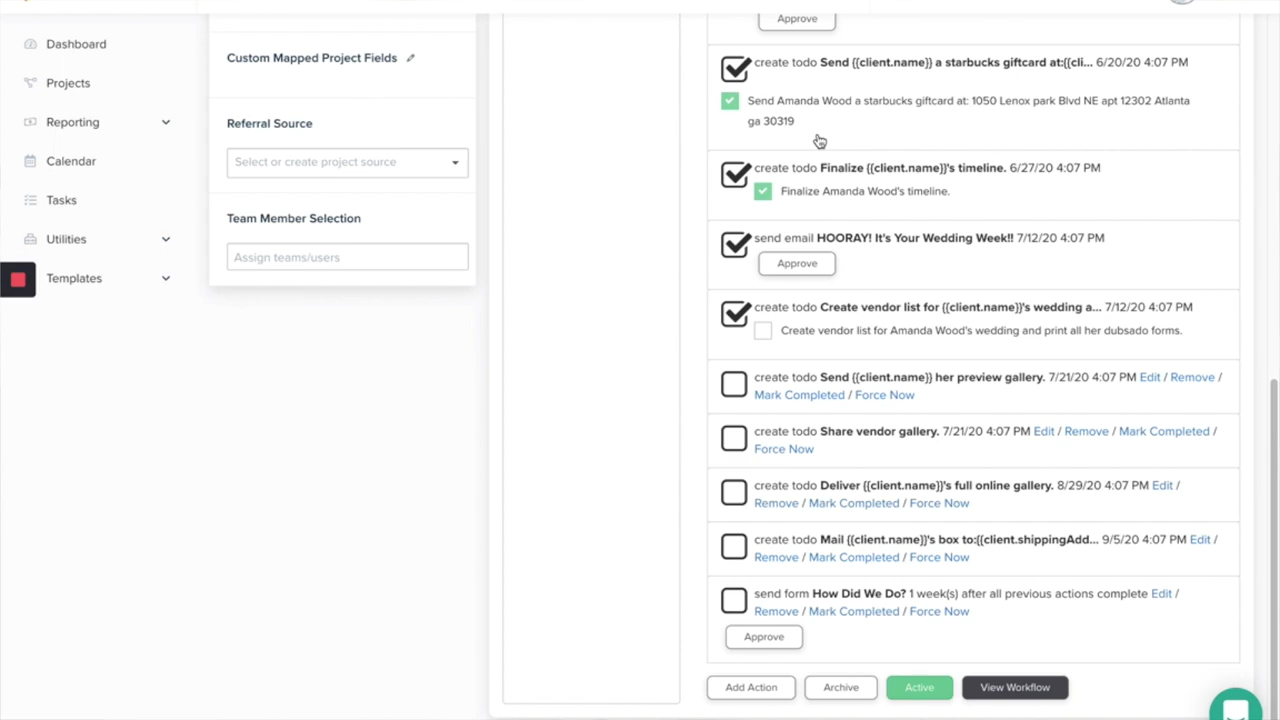 Dashboard
Projects
Reporting
Calendar
Tasks
Utilities
Templates
Custom Mapped Project Fields
Referral Source
Select or create project source
Team Member Selection
Assign teams/users
Approve
create todo Send {{client.name}} a starbucks giftcard at:{{cli... 6/20/20 4:07 PM
Send Amanda Wood a starbucks giftcard at: 1050 Lenox park Blvd NE apt 12302 Atlanta
ga 30319
create todo Finalize {{client.name}}'s timeline. 6/27/20 4:07 PM
Finalize Amanda Wood's timeline.
send email HOORAY! It's Your Wedding Week!! 7/12/20 4:07 PM
Approve
create todo Create vendor list for {{client.name}}'s wedding a... 7/12/20 4:07 PM
Create vendor list for Amanda Wood's wedding and print all her dubsado forms.
create todo Send {{client.name}} her preview gallery. 7/21/20 4:07 PM Edit / Remove /
Mark Completed / Force Now
create todo Share vendor gallery. 7/21/20 4:07 PM Edit / Remove / Mark Completed /
Force Now
create todo Deliver {{client.name}}'s full online gallery. 8/29/20 4:07 PM Edit /
Remove / Mark Completed / Force Now
create todo Mail {{client.name}}'s box to:{{client.shippingAdd... 9/5/20 4:07 PM Edit /
Remove / Mark Completed / Force Now
send form How Did We Do? 1 week(s) after all previous actions complete Edit /
Remove / Mark Completed / Force Now
Approve
Add Action
Archive
Active
View Workflow